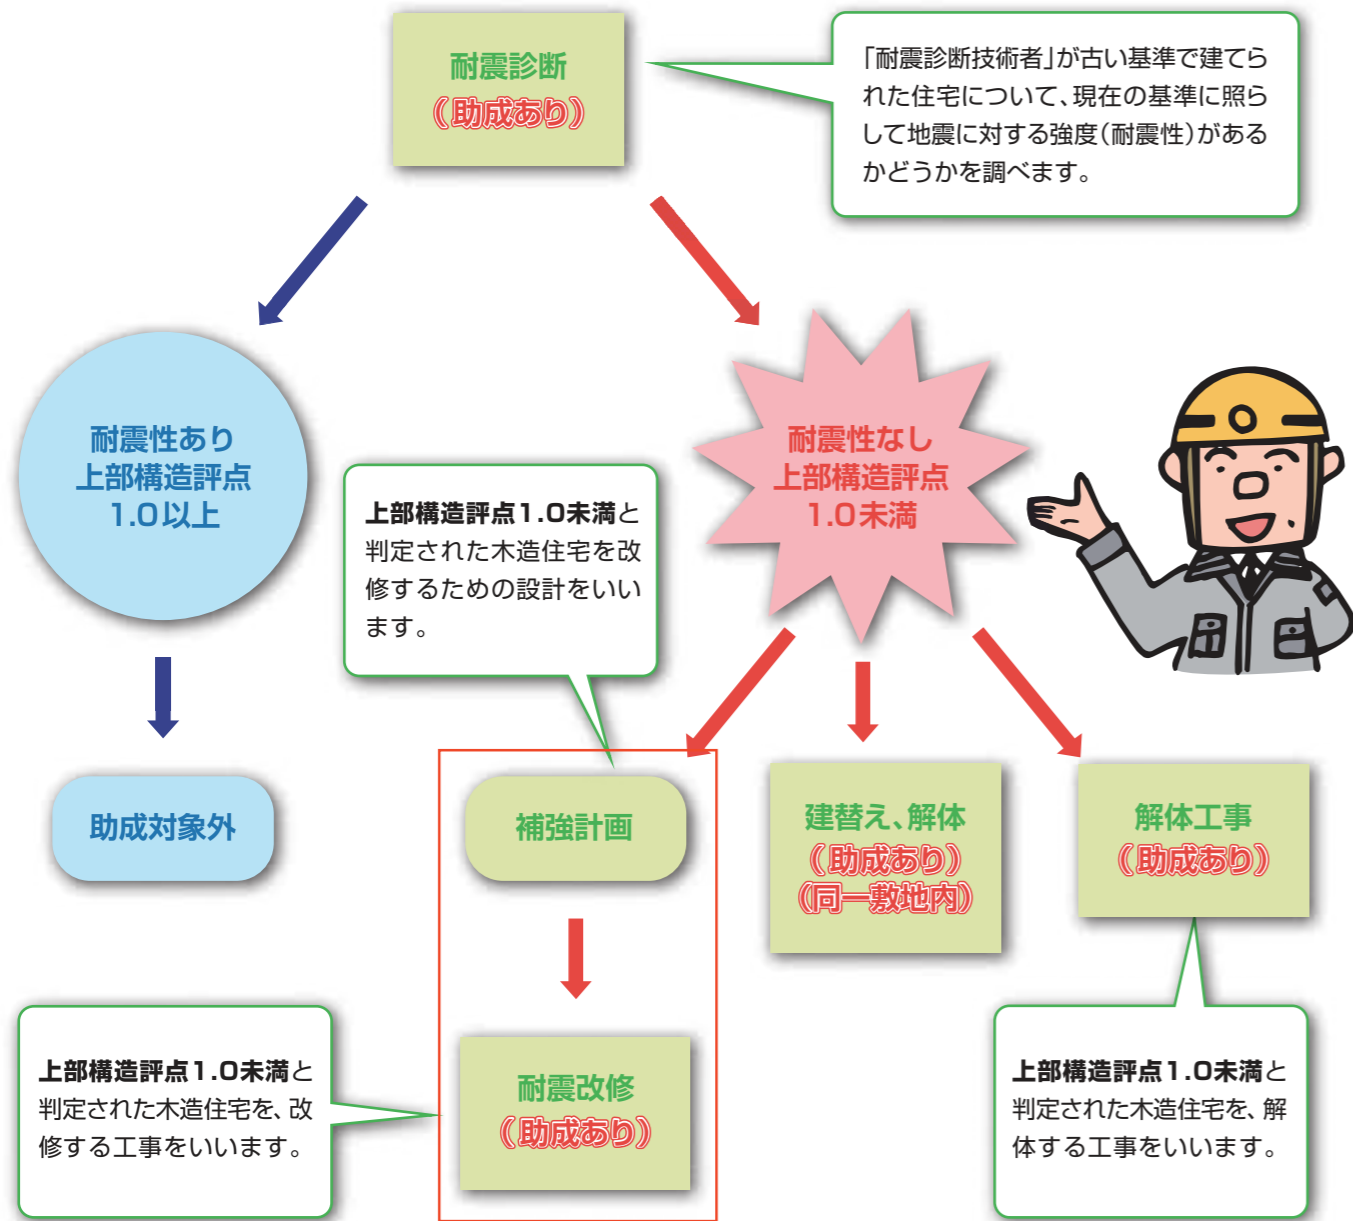 耐震診断
（助成あり）
「耐震診断技術者」が古い基準で建てら
れた住宅について、現在の基準に照ら
して地震に対する強度（耐震性）がある
かどうかを調べます。
耐震性あり
上部構造評点
1.0以上
耐震性なし
上部構造評点
1.0未満
上部構造評点1.0未満と
判定された木造住宅を改
修するための設計をいい
ます。
助成対象外
補強計画
建替え、解体
（助成あり）
（同一敷地内）
解体工事
（助成あり）
上部構造評点1.0未満と
判定された木造住宅を、改
修する工事をいいます。
耐震改修
（助成あり）
上部構造評点1.0未満と
判定された木造住宅を、解
体する工事をいいます。